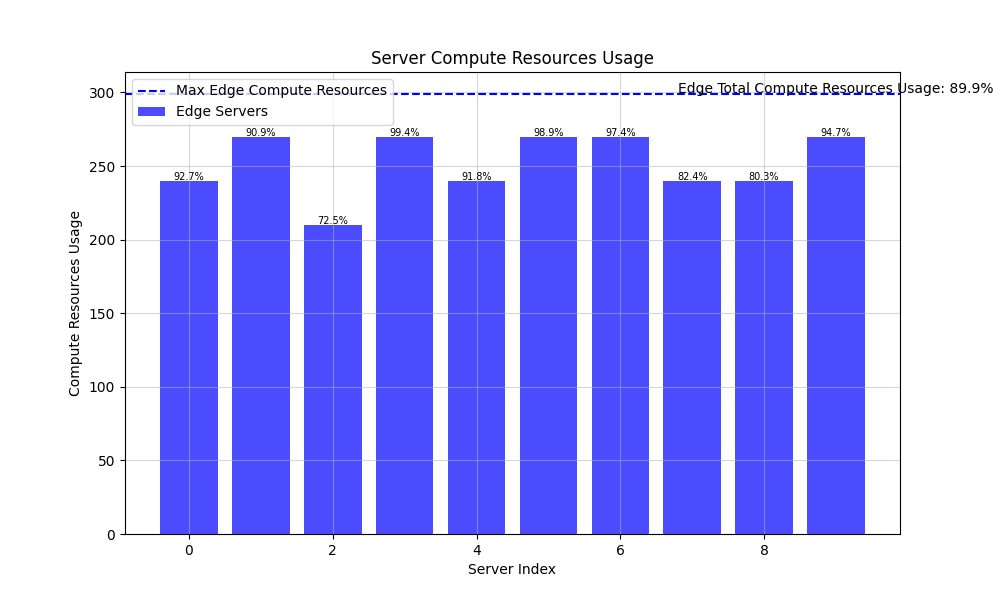 Server Compute Resources Usage
Max Edge Compute Resources
Edge Servers
Edge Total Compute Resources Usage: 89.9%
92.7%
90.9%
72.5%
99.4%
91.8%
98.9%
97.4%
82.4%
80.3%
94.7%
300
250
200
150
100
50
0
Compute Resources Usage
0 2 4 6 8
Server Index